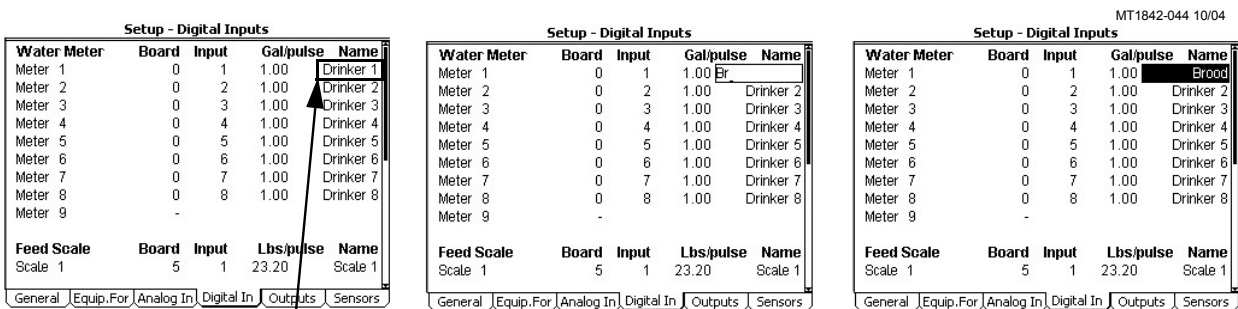 MT1842-044 10/04
Setup - Digital Inputs
Water Meter Board Input Gal/pulse Name
Meter 1 0 1 1.00 Drinker 1
Meter 2 0 2 1.00 Drinker 2
Meter 3 0 3 1.00 Drinker 3
Meter 4 0 4 1.00 Drinker 4
Meter 5 0 5 1.00 Drinker 5
Meter 6 0 6 1.00 Drinker 6
Meter 7 0 7 1.00 Drinker 7
Meter 8 0 8 1.00 Drinker 8
Meter 9 -
Feed Scale Board Input Lbs/pulse Name
Scale 1 5 1 23.20 Scale 1
General Equip.For Analog In Digital In Outputs Sensors
Setup - Digital Inputs
Water Meter Board Input Gal/pulse Name
Meter 1 0 1 1.00 Br_
Meter 2 0 2 1.00 Drinker 2
Meter 3 0 3 1.00 Drinker 3
Meter 4 0 4 1.00 Drinker 4
Meter 5 0 5 1.00 Drinker 5
Meter 6 0 6 1.00 Drinker 6
Meter 7 0 7 1.00 Drinker 7
Meter 8 0 8 1.00 Drinker 8
Meter 9 -
Feed Scale Board Input Lbs/pulse Name
Scale 1 5 1 23.20 Scale 1
General Equip.For Analog In Digital In Outputs Sensors
Setup - Digital Inputs
Water Meter Board Input Gal/pulse Name
Meter 1 0 1 1.00 Brood
Meter 2 0 2 1.00 Drinker 2
Meter 3 0 3 1.00 Drinker 3
Meter 4 0 4 1.00 Drinker 4
Meter 5 0 5 1.00 Drinker 5
Meter 6 0 6 1.00 Drinker 6
Meter 7 0 7 1.00 Drinker 7
Meter 8 0 8 1.00 Drinker 8
Meter 9 -
Feed Scale Board Input Lbs/pulse Name
Scale 1 5 1 23.20 Scale 1
General Equip.For Analog In Digital In Outputs Sensors